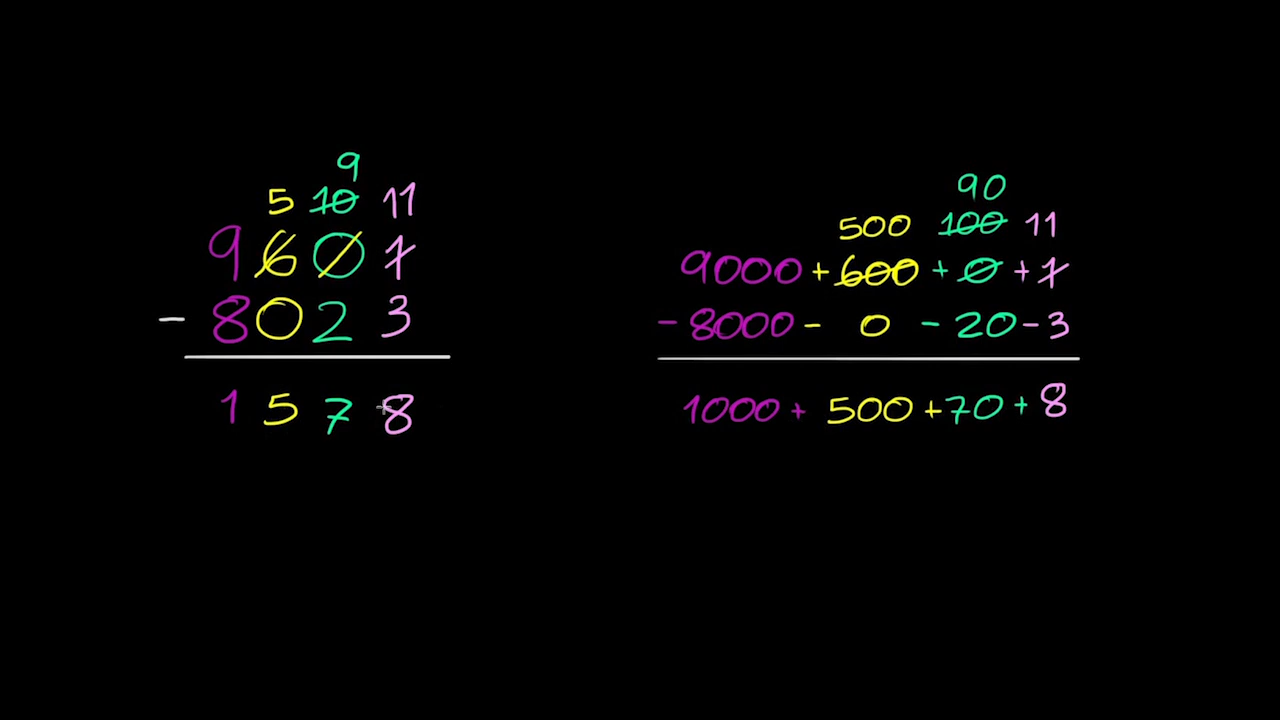 9
5 10 11
9 6 0 1
- 8 0 2 3
1 5 7 8
90
500 100 11
9000 + 600 + 0 + 1
- 8000 - 0 - 20 - 3
1000 + 500 + 70 + 8